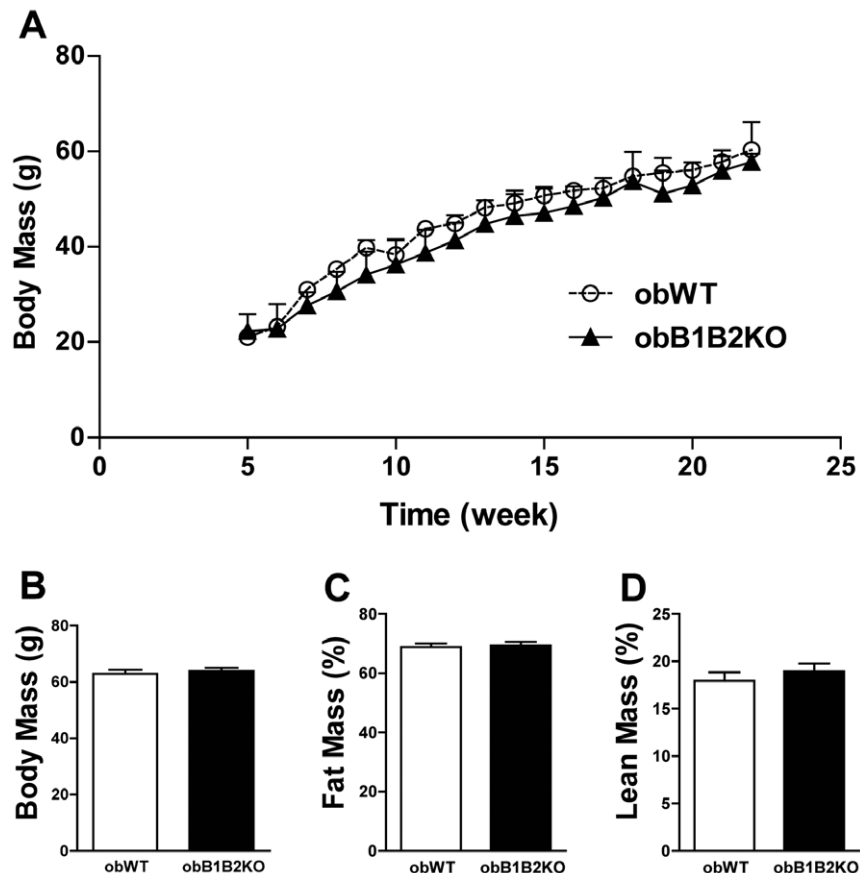 A
80
60
40
20
0
Body Mass (g)
obWT
obB1B2KO
0 5 10 15 20 25
Time (week)
B
80
60
40
20
0
Body Mass (g)
obWT obB1B2KO
C
80
60
40
20
0
Fat Mass (%)
obWT obB1B2KO
D
25
20
15
10
5
0
Lean Mass (%)
obWT obB1B2KO